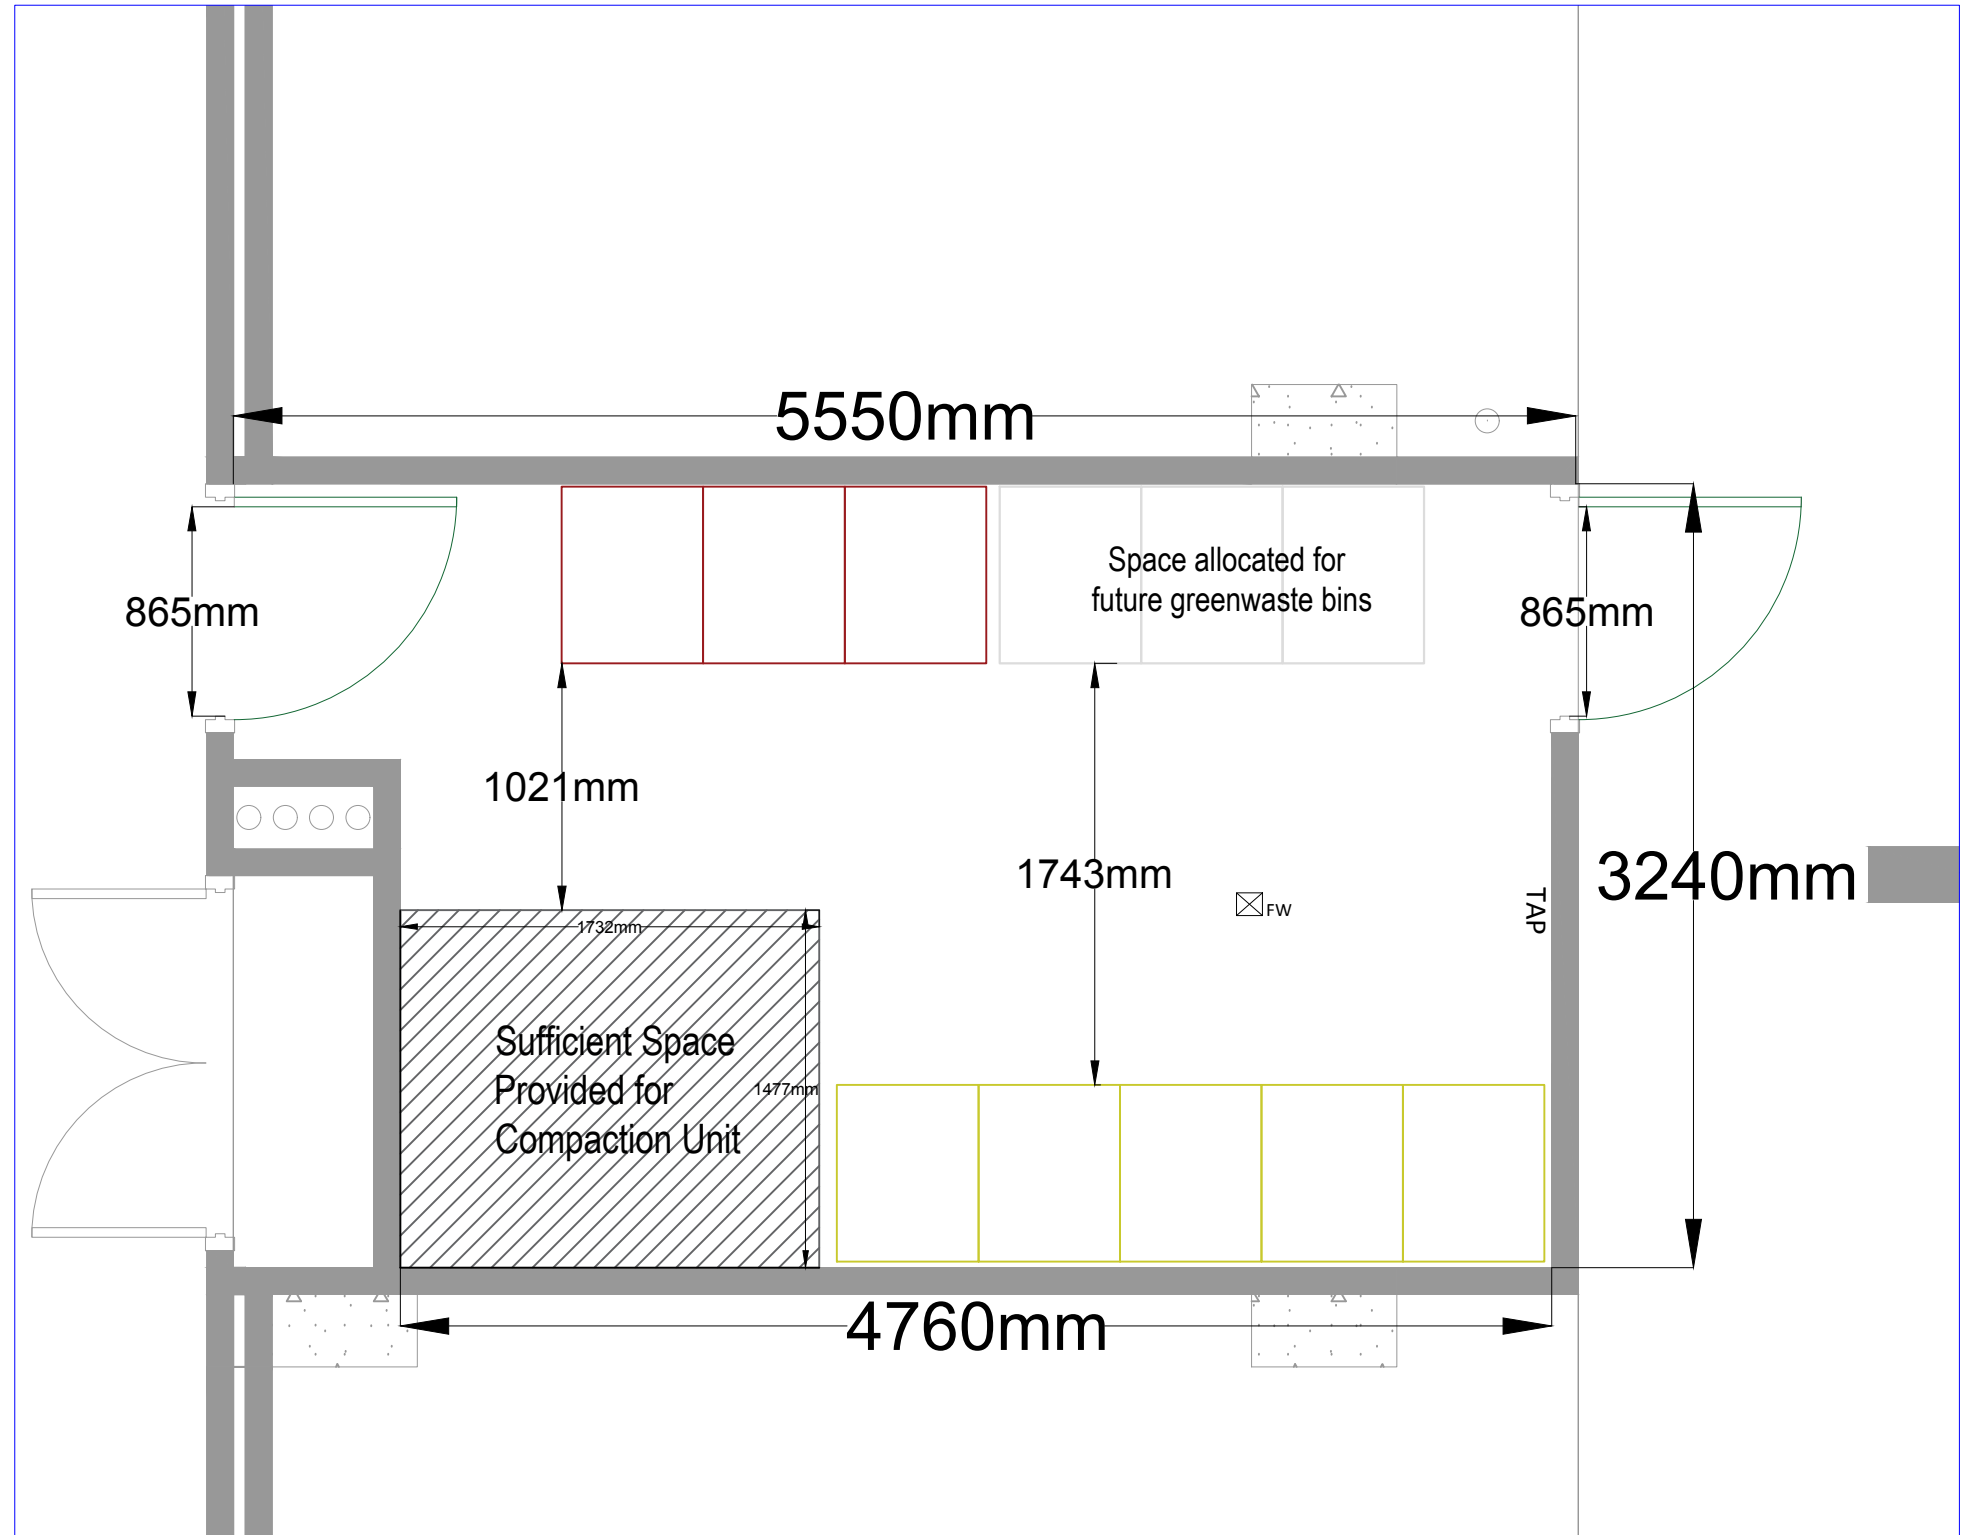 5550mm
Space allocated for
future greenwaste bins
865mm
865mm
1021mm
1743mm
3240mm
FW
TAP
1732mm
Sufficient Space
Provided for
Compaction Unit
1477mm
4760mm